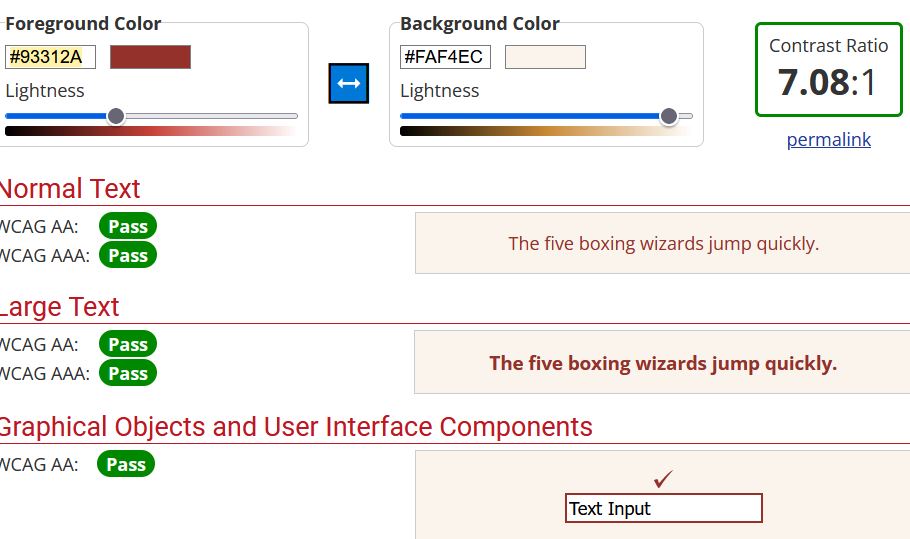 Foreground Color
#93312A
Lightness
Background Color
#FAF4EC
Lightness
Contrast Ratio
7.08:1
permalink
Normal Text
WCAG AA: Pass
WCAG AAA: Pass
The five boxing wizards jump quickly.
Large Text
WCAG AA: Pass
WCAG AAA: Pass
The five boxing wizards jump quickly.
Graphical Objects and User Interface Components
WCAG AA: Pass
✓
Text Input